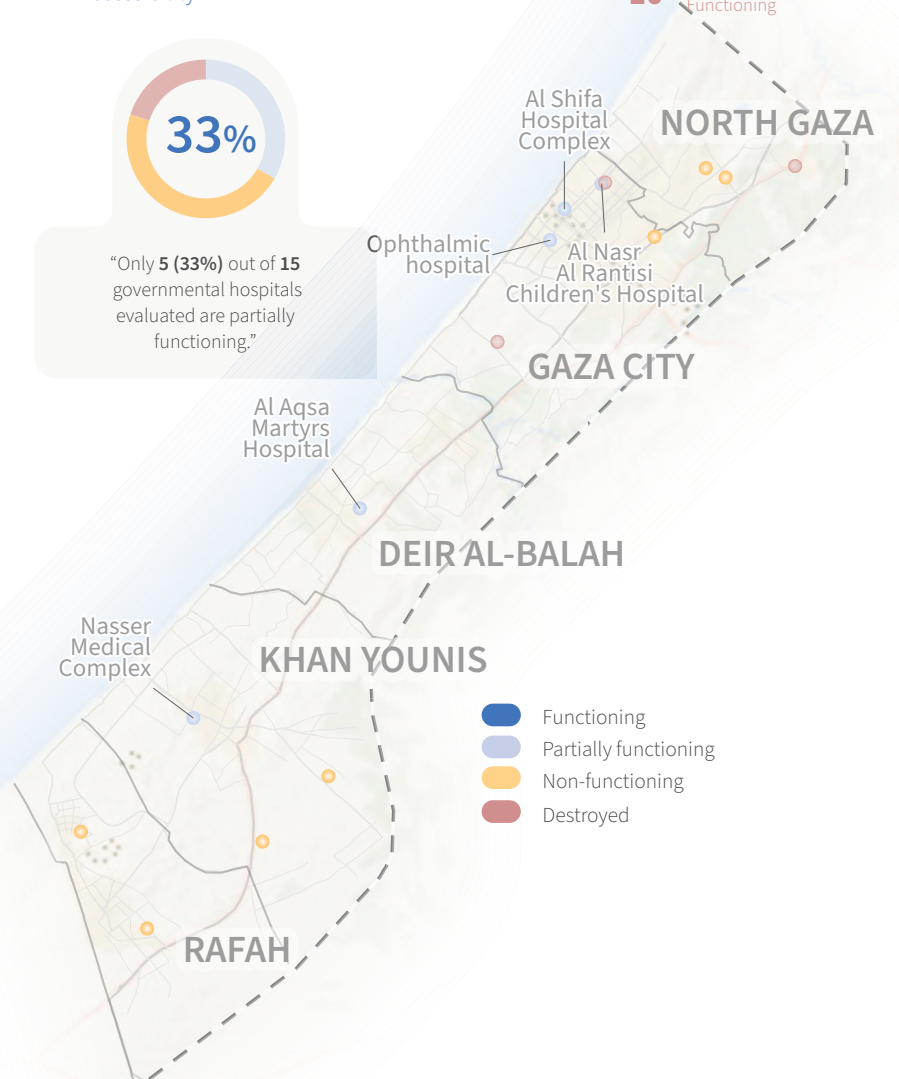 Functioning
33%
"Only 5 (33%) out of 15
governmental hospitals
evaluated are partially
functioning."
Al Shifa
Hospital
Complex
NORTH GAZA
Ophthalmic
hospital
Al Nasr
Al Rantisi
Children's Hospital
GAZA CITY
Al Aqsa
Martyrs
Hospital
DEIR AL-BALAH
Nasser
Medical
Complex
KHAN YOUNIS
Functioning
Partially functioning
Non-functioning
Destroyed
RAFAH